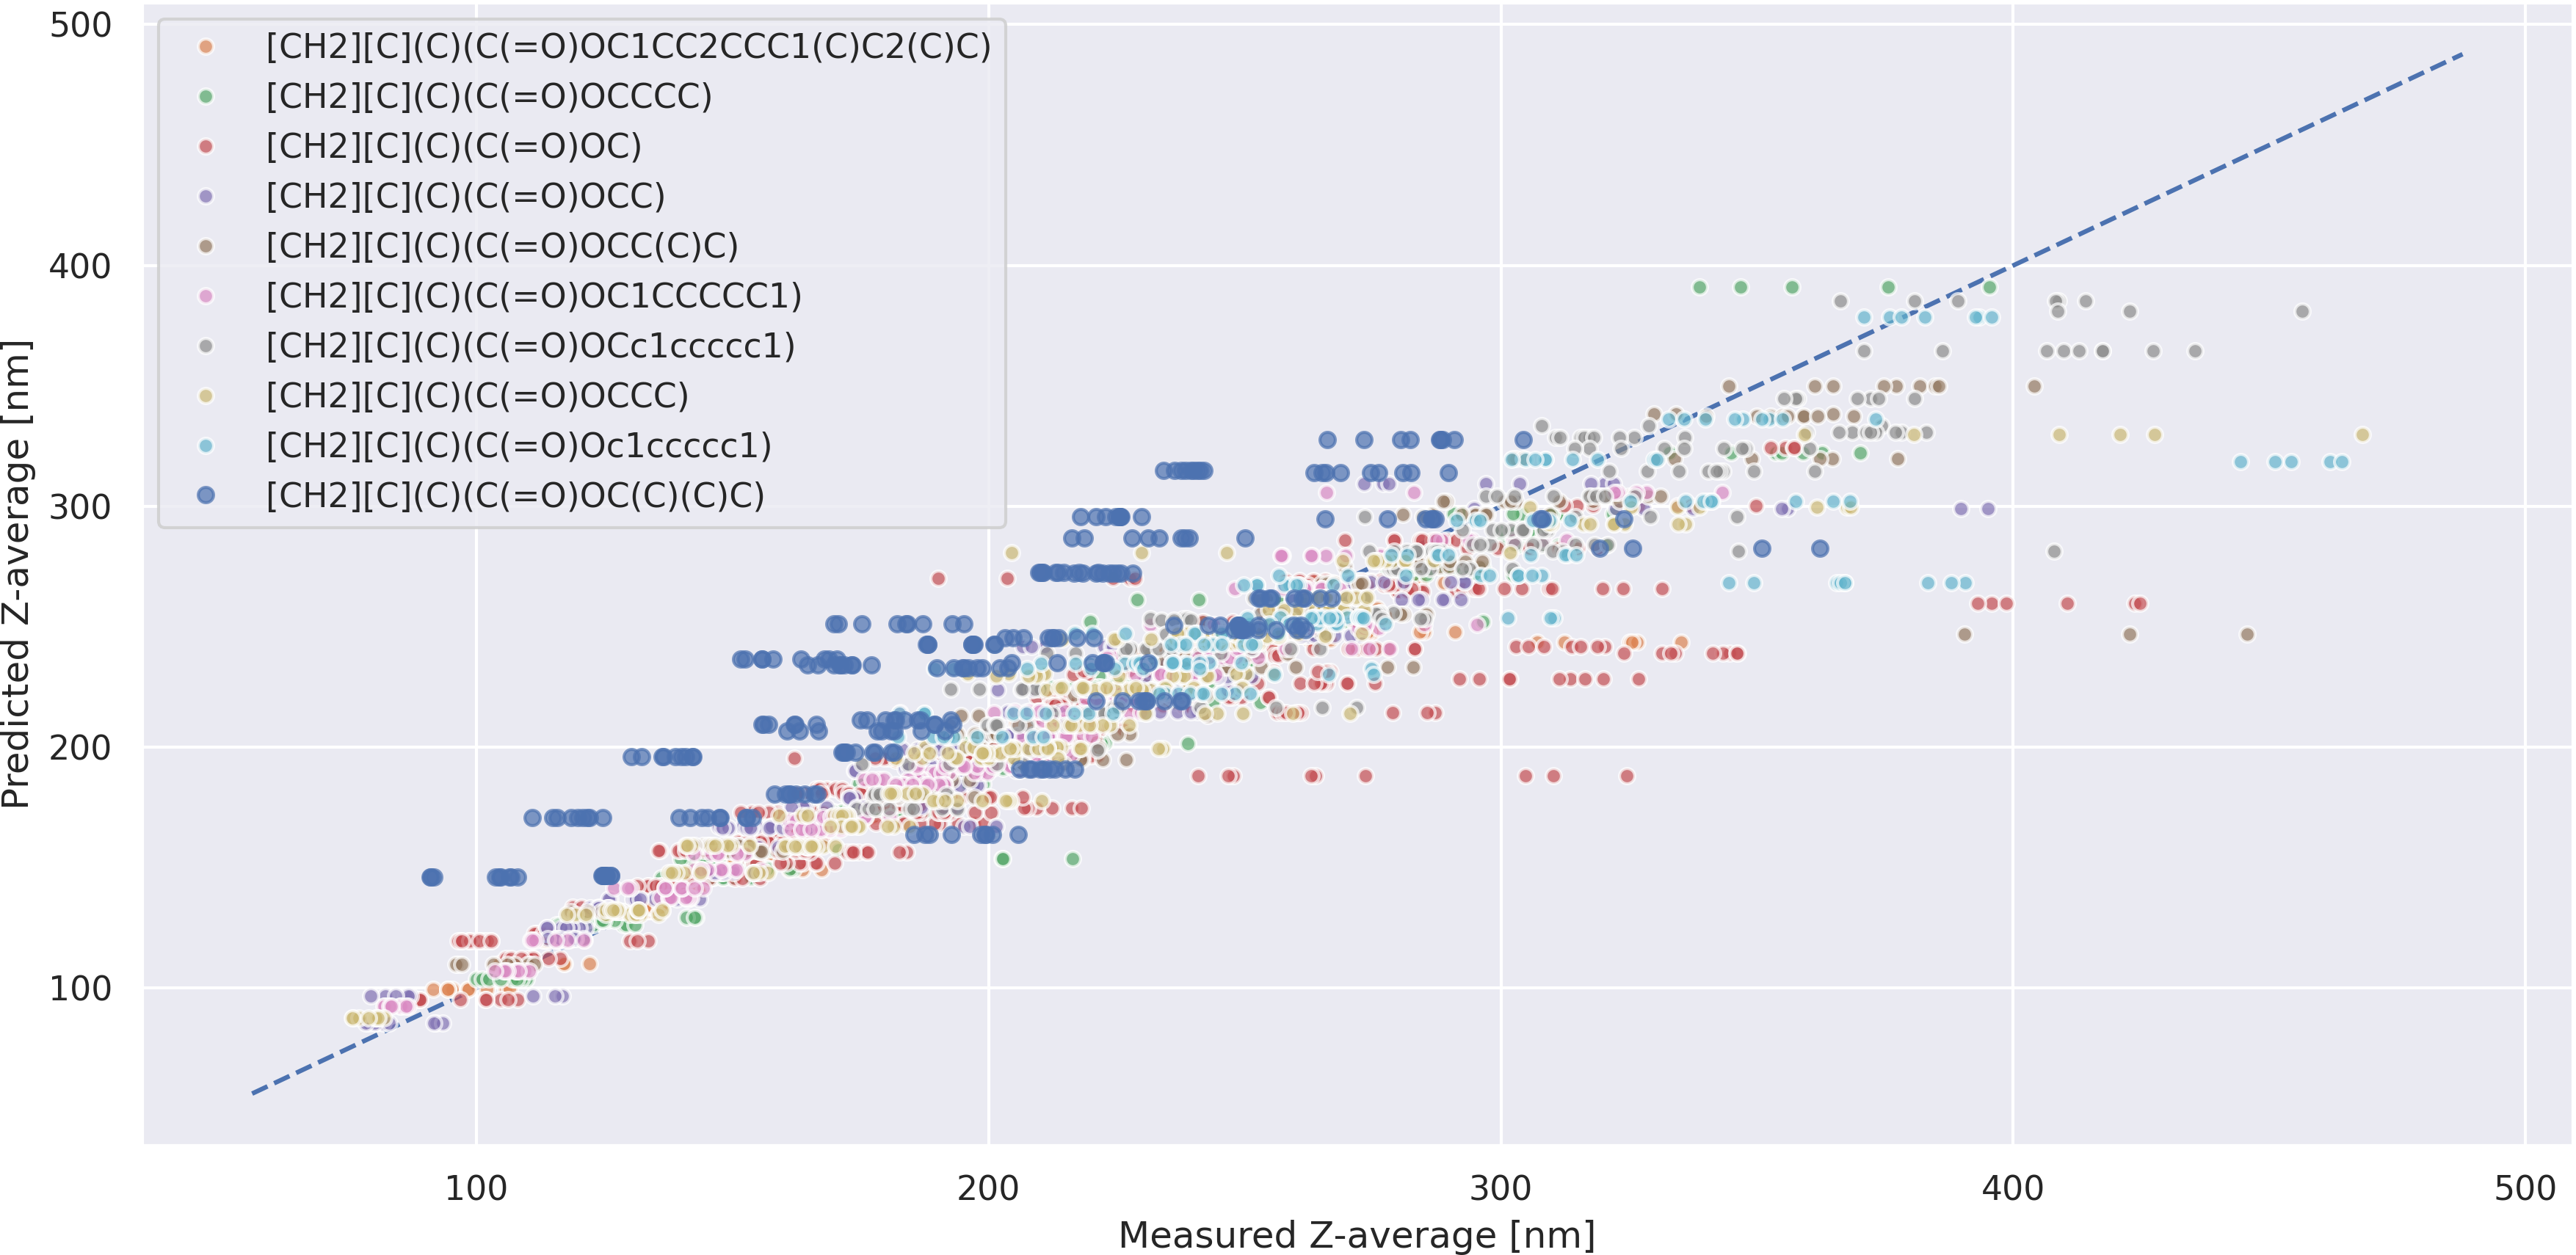 500
400
300
200
100
Predicted Z-average [nm]
[CH2][C](C)(C(=O)OC1CC2CCC1(C)C2(C)C)
[CH2][C](C)(C(=O)OCCCC)
[CH2][C](C)(C(=O)OC)
[CH2][C](C)(C(=O)OCC)
[CH2][C](C)(C(=O)OCC(C)C)
[CH2][C](C)(C(=O)OC1CCCCC1)
[CH2][C](C)(C(=O)OCc1ccccc1)
[CH2][C](C)(C(=O)OCCC)
[CH2][C](C)(C(=O)Oc1ccccc1)
[CH2][C](C)(C(=O)OC(C)(C)C)
100 200 300 400 500
Measured Z-average [nm]